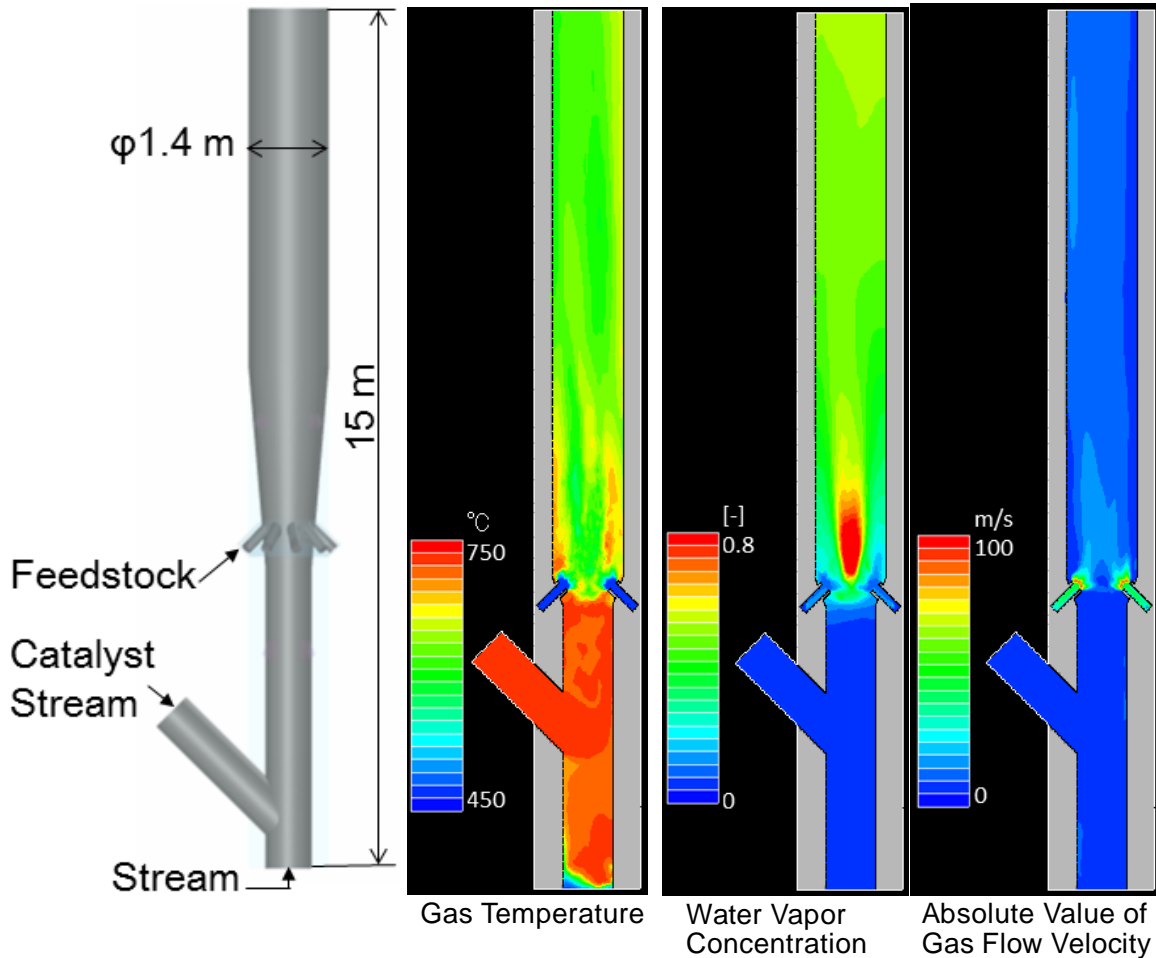 φ1.4 m
15 m
Feedstock
Catalyst
Stream
Stream
°C
750
450
Gas Temperature
[-]
0.8
0
Water Vapor
Concentration
m/s
100
0
Absolute Value of
Gas Flow Velocity